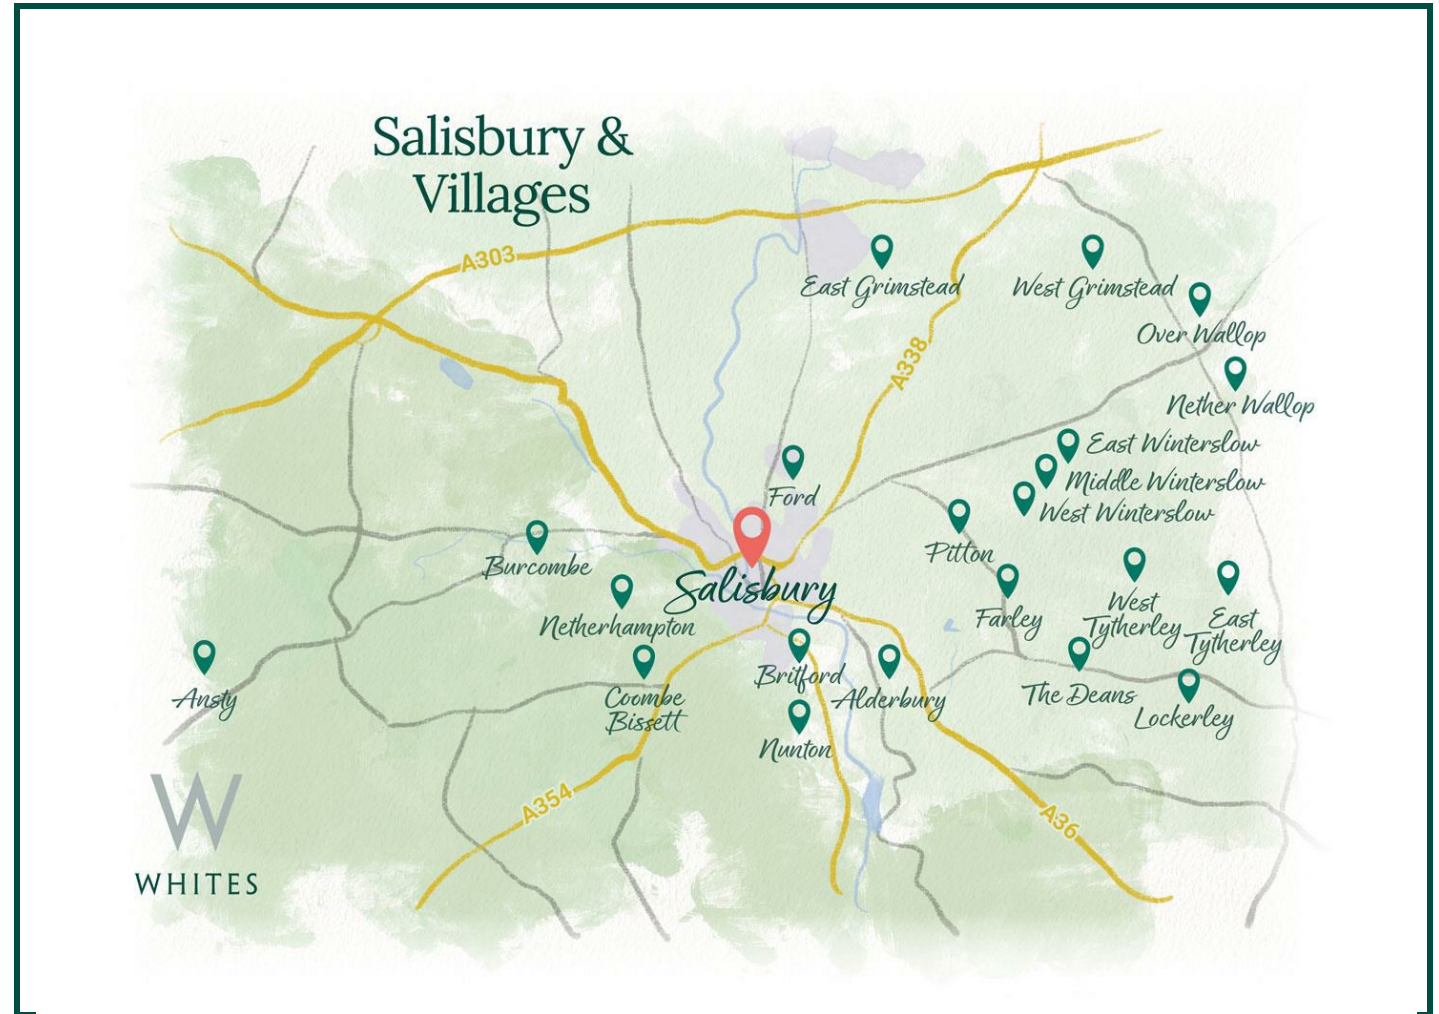 Salisbury &
Villages
A303
East Grimstead
West Grimstead
Over Wallop
A338
Nether Wallop
East Winterslow
Middle Winterslow
West Winterslow
Ford
Pitton
Burcombe
Salisbury
Netherhampton
Farley
West
Tytherley
East
Tytherley
Ansty
Coombe
Bissett
Britford
Alderbury
The Deans
Lockerley
Nunton
A354
A36
W
WHITES